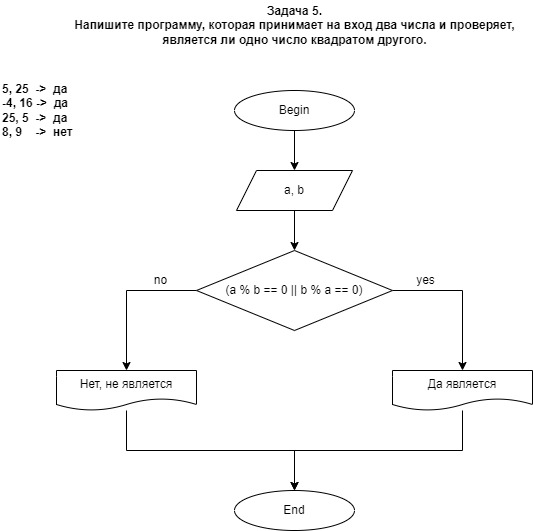 Задача 5.
Напишите программу, которая принимает на вход два числа и проверяет,
является ли одно число квадратом другого.
5, 25 -> да
-4, 16 -> да
25, 5 -> да
8, 9 -> нет
Begin
a, b
no
(a % b == 0 || b % a == 0)
yes
Нет, не является
Да является
End